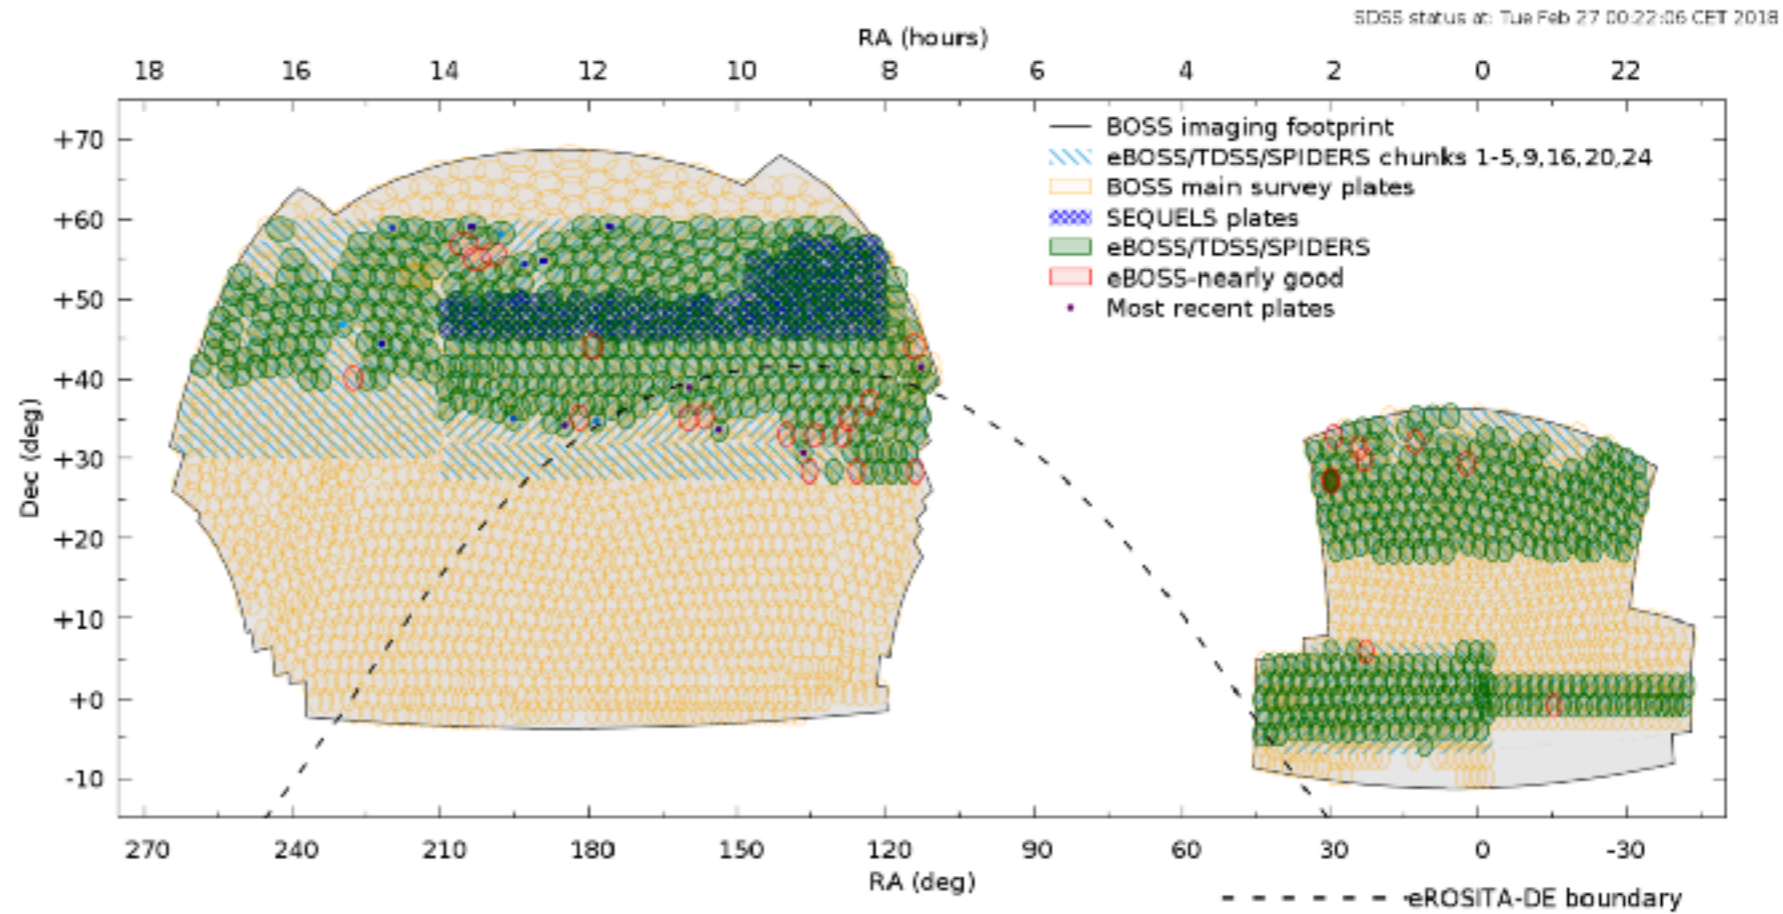 SDSS status at: Tue Feb 27 00:22:06 CET 2018
RA (hours)
18 16 14 12 10 8 6 4 2 0 22
BOSS imaging footprint
eBOSS/TDSS/SPIDERS chunks 1-5,9,16,20,24
BOSS main survey plates
SEQUELS plates
eBOSS/TDSS/SPIDERS
eBOSS-nearly good
Most recent plates
Dec (deg)
+70
+60
+50
+40
+30
+20
+10
+0
-10
270 240 210 180 150 120 90 60 30 0 -30
RA (deg)
eROSITA-DE boundary